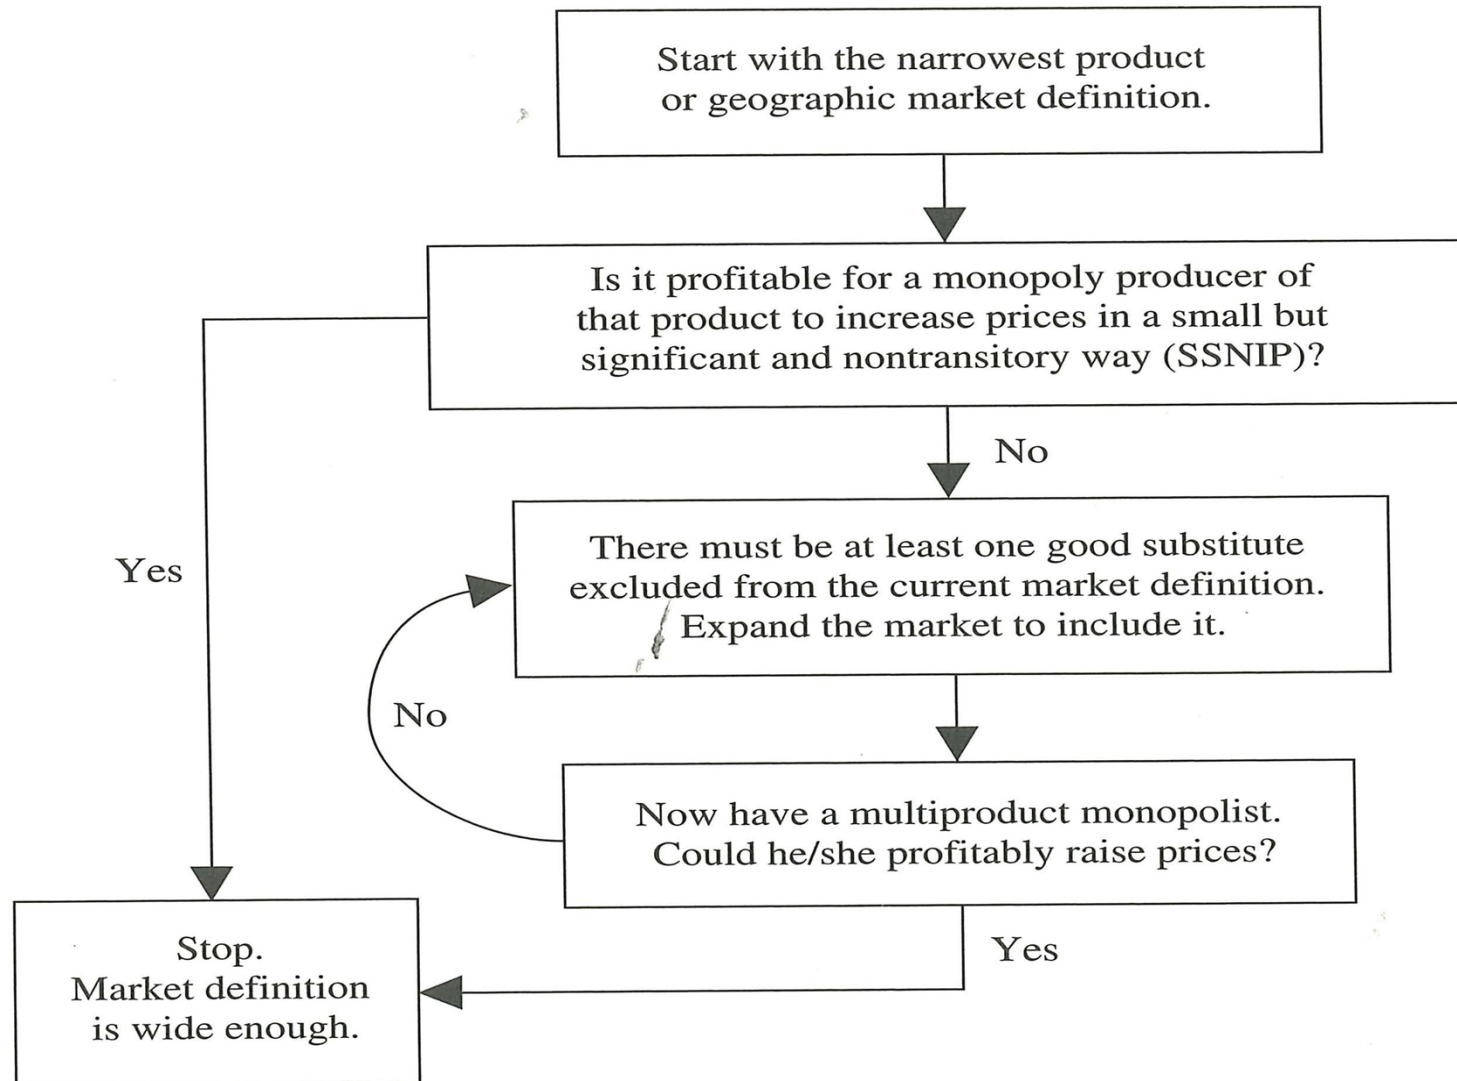 Start with the narrowest product
or geographic market definition.
Is it profitable for a monopoly producer of
that product to increase prices in a small but
significant and nontransitory way (SSNIP)?
No
There must be at least one good substitute
excluded from the current market definition.
Expand the market to include it.
Yes
No
Now have a multiproduct monopolist.
Could he/she profitably raise prices?
Yes
Stop.
Market definition
is wide enough.